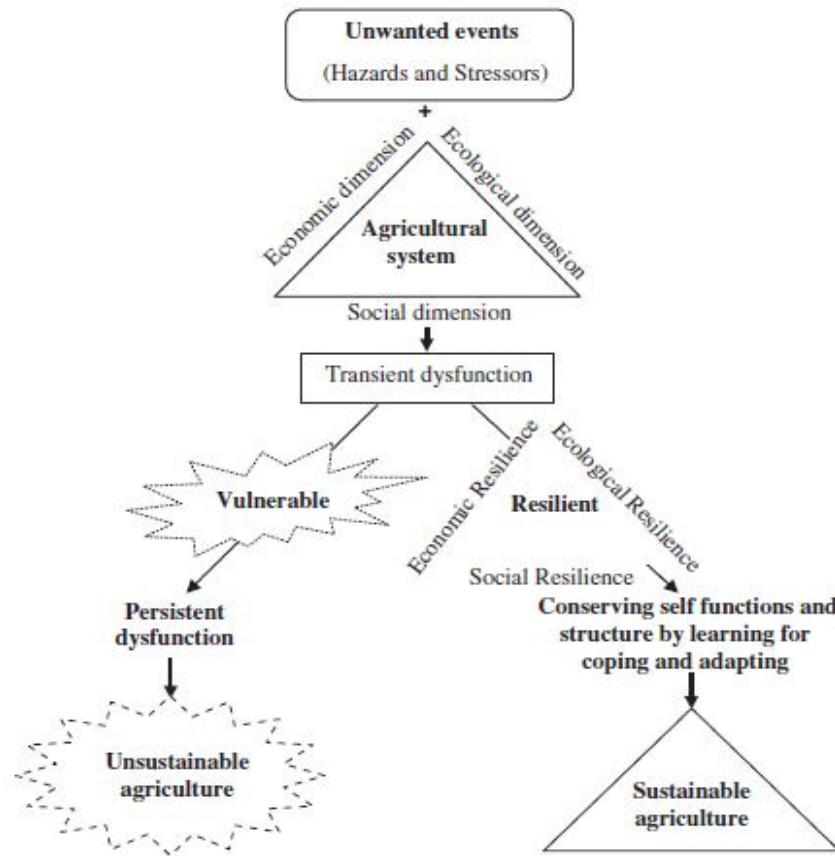 Unwanted events
(Hazards and Stressors)
+
Economic dimension
Ecological dimension
Agricultural
system
Social dimension
Transient dysfunction
Vulnerable
Economic Resilience
Resilient
Ecological Resilience
Social Resilience
Persistent
dysfunction
Conserving self functions and
structure by learning for
coping and adapting
Unsustainable
agriculture
Sustainable
agriculture